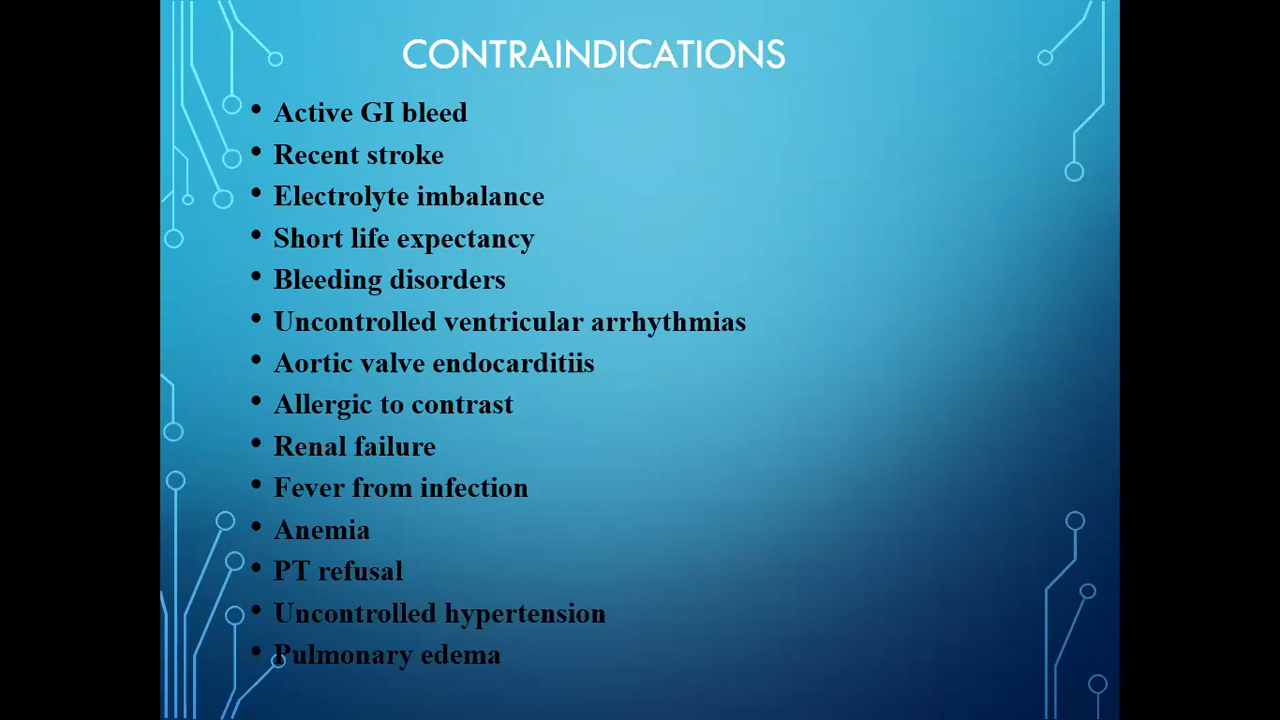 CONTRAINDICATIONS
• Active GI bleed
• Recent stroke
• Electrolyte imbalance
• Short life expectancy
• Bleeding disorders
• Uncontrolled ventricular arrhythmias
• Aortic valve endocarditiis
• Allergic to contrast
• Renal failure
• Fever from infection
• Anemia
• PT refusal
• Uncontrolled hypertension
• Pulmonary edema